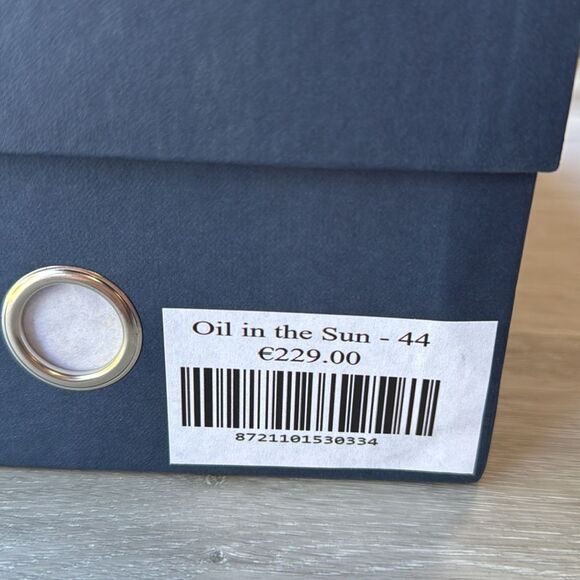 Oil in the Sun - 44
€229.00
8721101530334